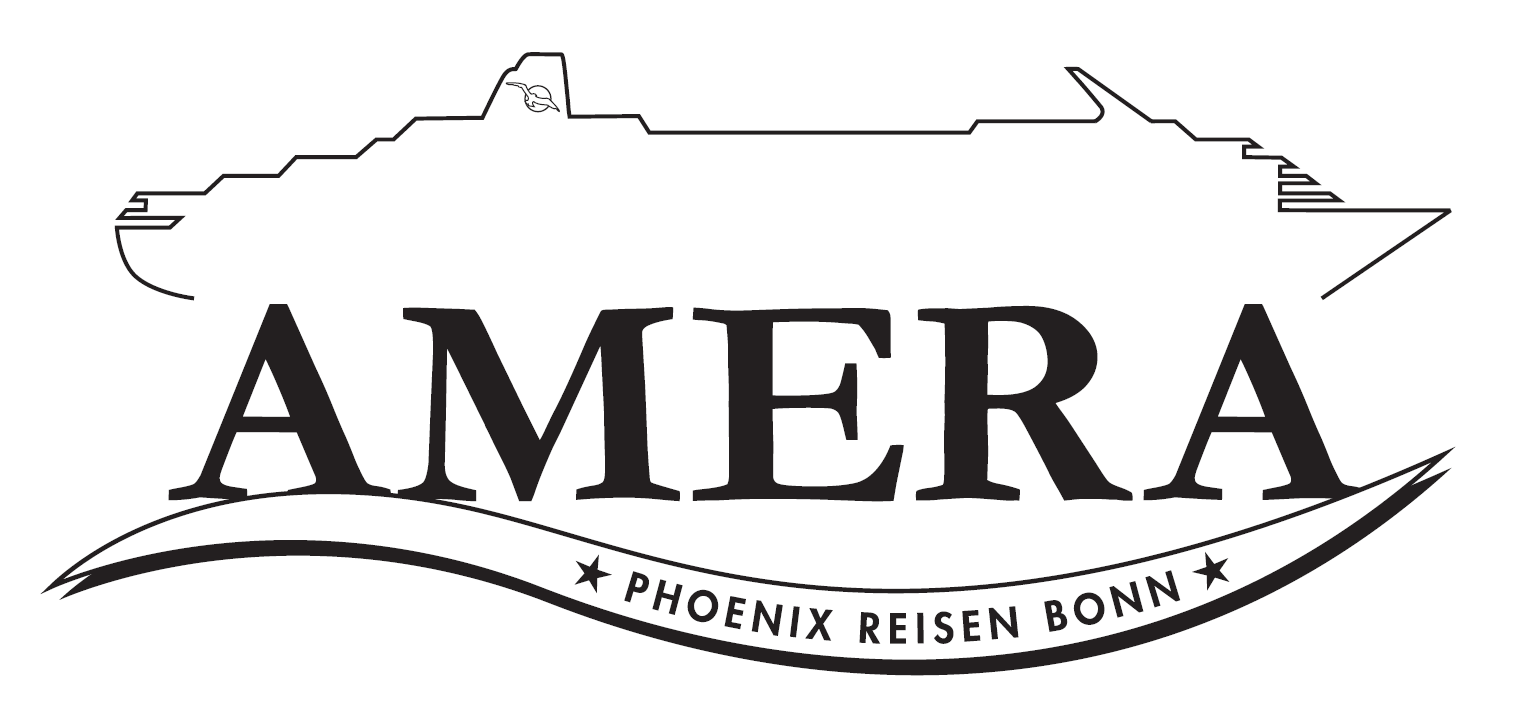 AMERA
★ PHOENIX REISEN BONN ★